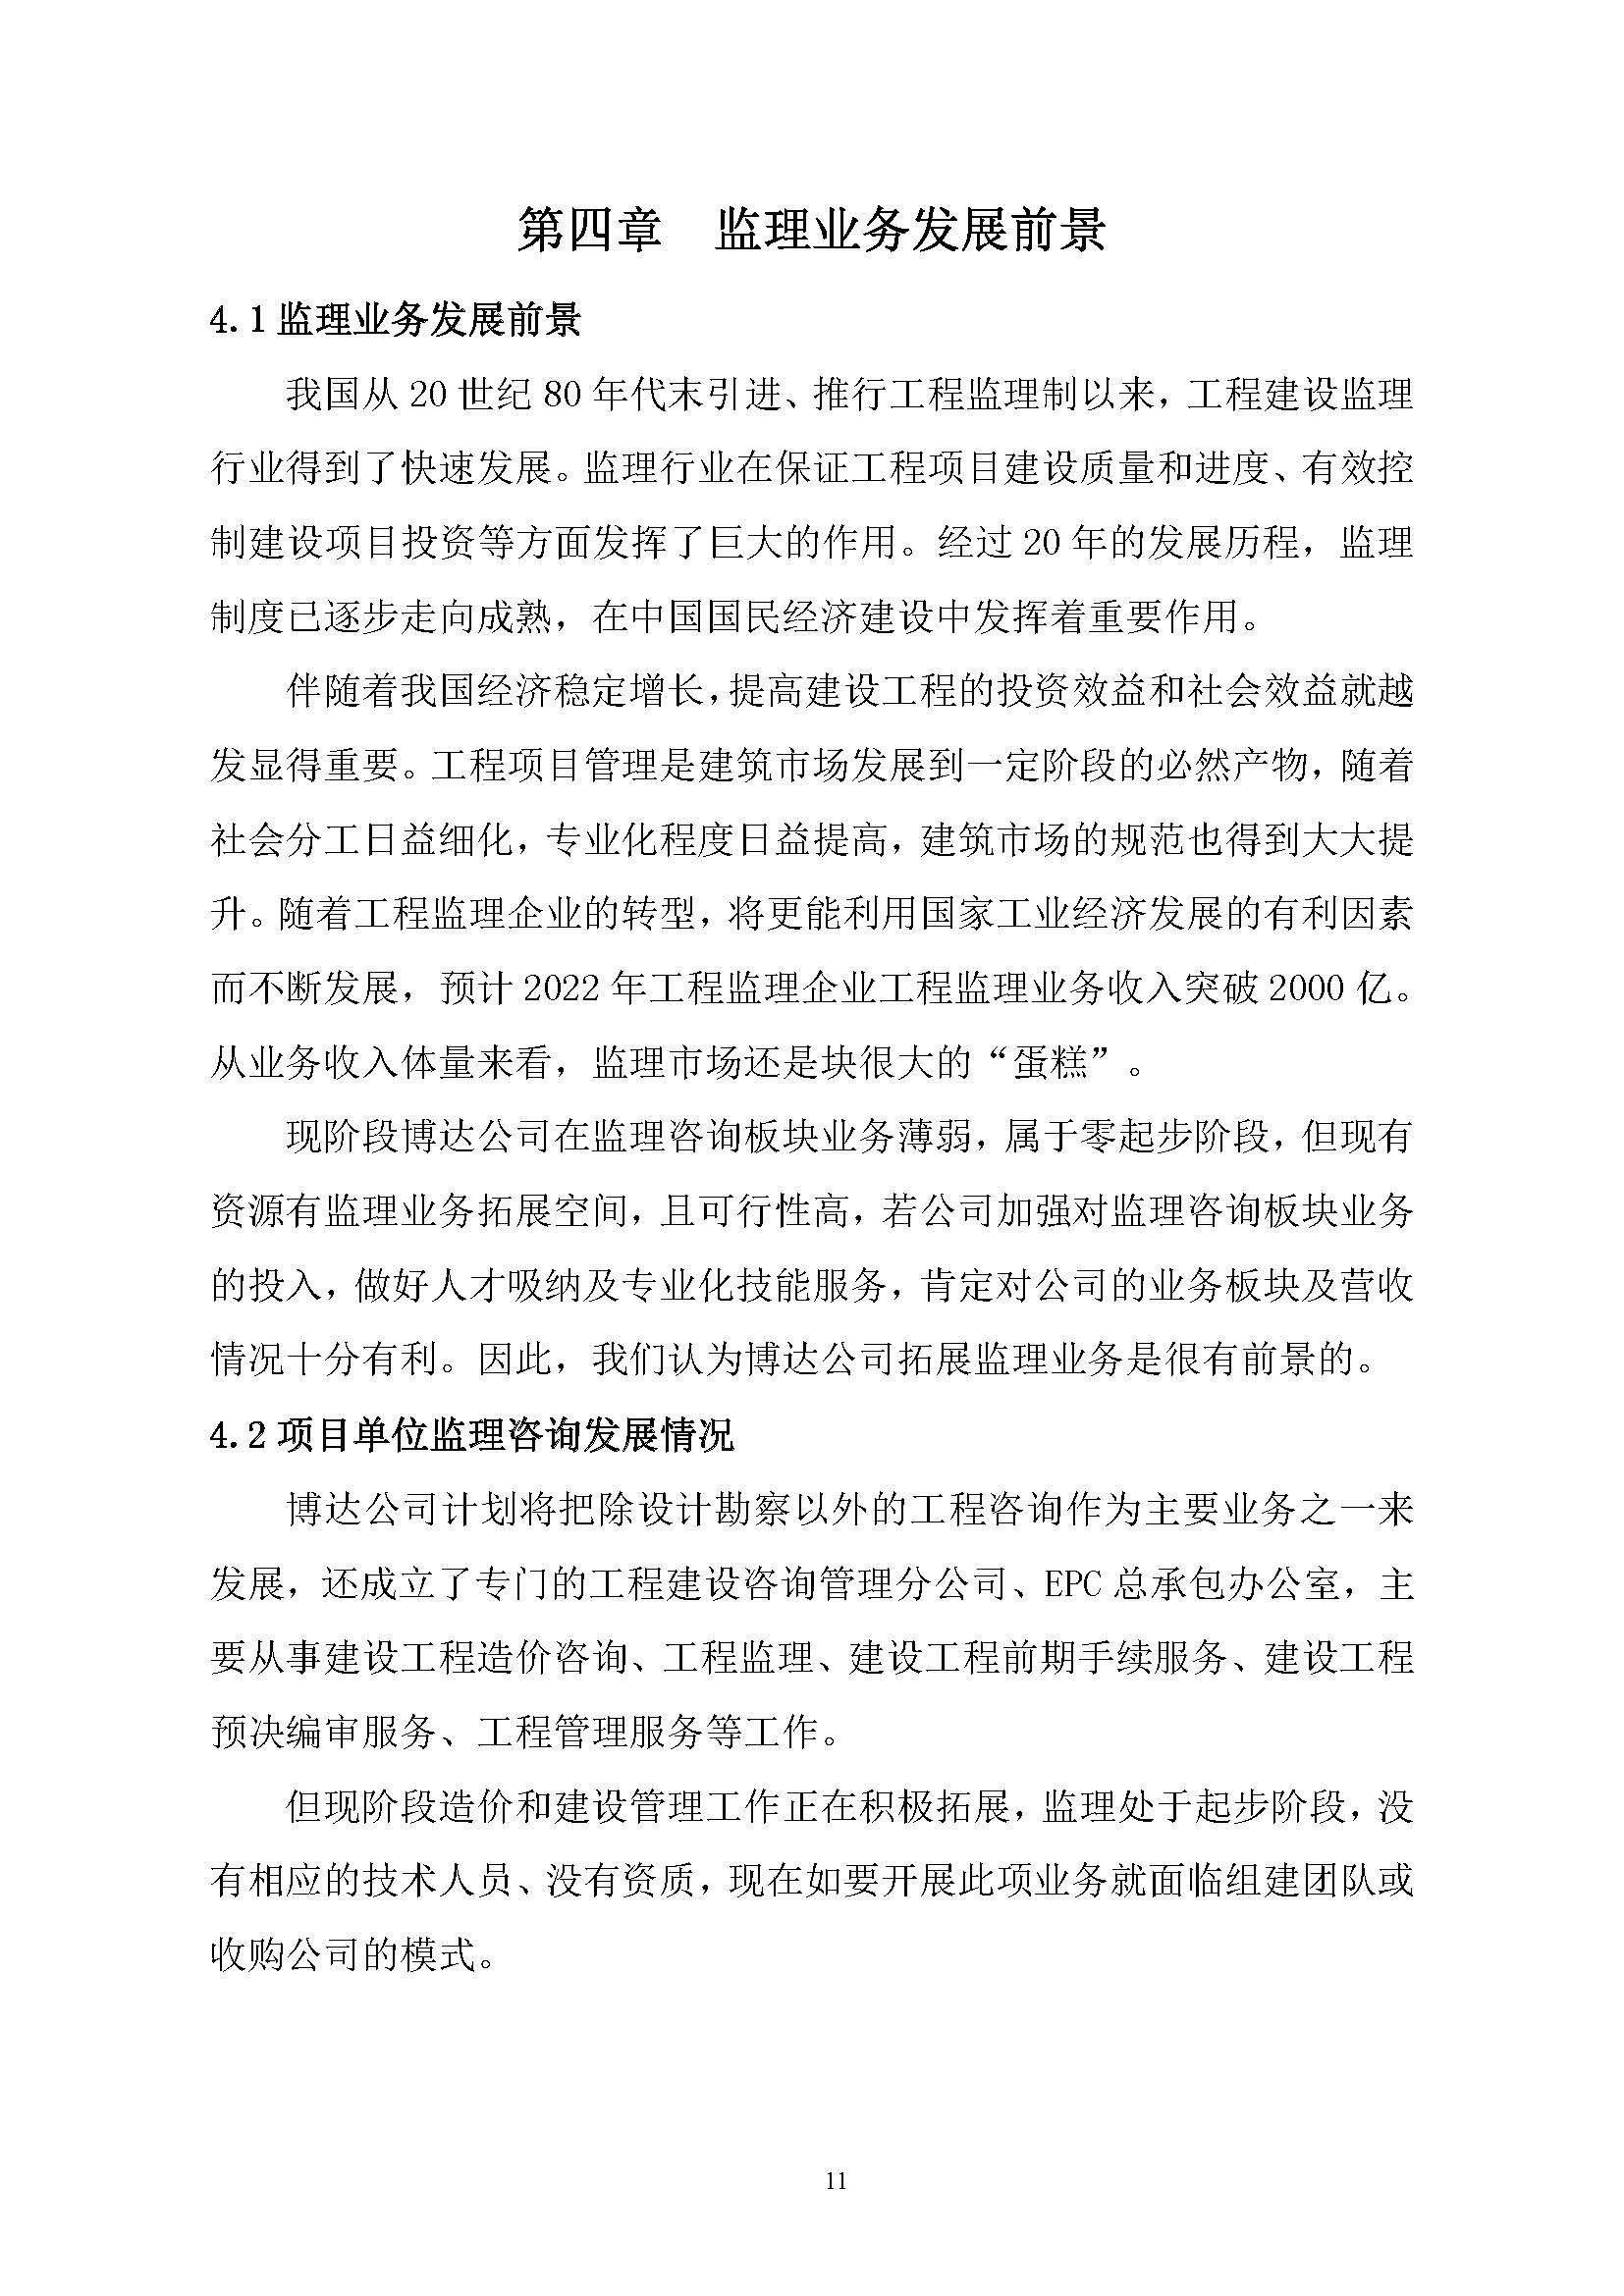 第四章　监理业务发展前景
4.1 监理业务发展前景
我国从 20 世纪 80 年代末引进、推行工程监理制以来，工程建设监理
行业得到了快速发展。监理行业在保证工程项目建设质量和进度、有效控
制建设项目投资等方面发挥了巨大的作用。经过 20 年的发展历程，监理
制度已逐步走向成熟，在中国国民经济建设中发挥着重要作用。
伴随着我国经济稳定增长，提高建设工程的投资效益和社会效益就越
发显得重要。工程项目管理是建筑市场发展到一定阶段的必然产物，随着
社会分工日益细化，专业化程度日益提高，建筑市场的规范也得到大大提
升。随着工程监理企业的转型，将更能利用国家工业经济发展的有利因素
而不断发展，预计 2022 年工程监理企业工程监理业务收入突破 2000 亿。
从业务收入体量来看，监理市场还是块很大的“蛋糕”。
现阶段博达公司在监理咨询板块业务薄弱，属于零起步阶段，但现有
资源有监理业务拓展空间，且可行性高，若公司加强对监理咨询板块业务
的投入，做好人才吸纳及专业化技能服务，肯定对公司的业务板块及营收
情况十分有利。因此，我们认为博达公司拓展监理业务是很有前景的。
4.2 项目单位监理咨询发展情况
博达公司计划将把除设计勘察以外的工程咨询作为主要业务之一来
发展，还成立了专门的工程建设咨询管理分公司、EPC 总承包办公室，主
要从事建设工程造价咨询、工程监理、建设工程前期手续服务、建设工程
预决编审服务、工程管理服务等工作。
但现阶段造价和建设管理工作正在积极拓展，监理处于起步阶段，没
有相应的技术人员、没有资质，现在如要开展此项业务就面临组建团队或
收购公司的模式。
11